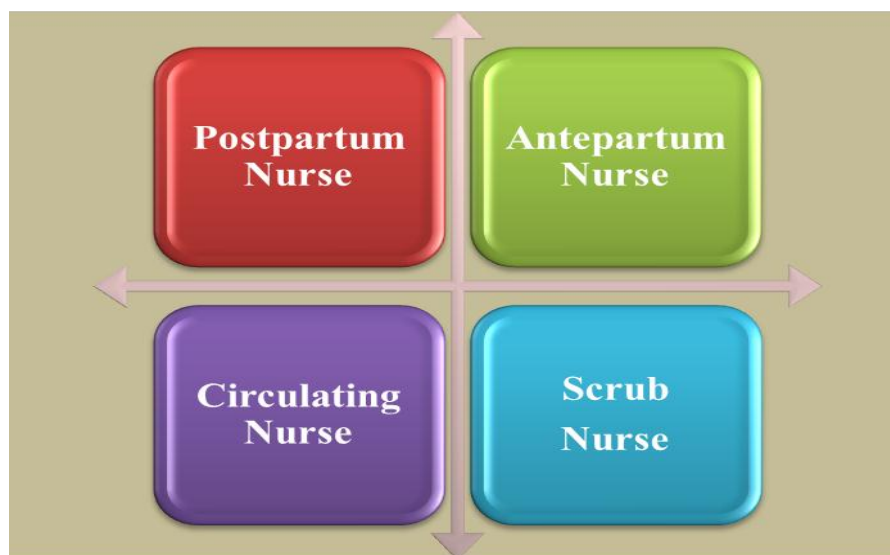 Postpartum
Nurse
Antepartum
Nurse
Circulating
Nurse
Scrub
Nurse